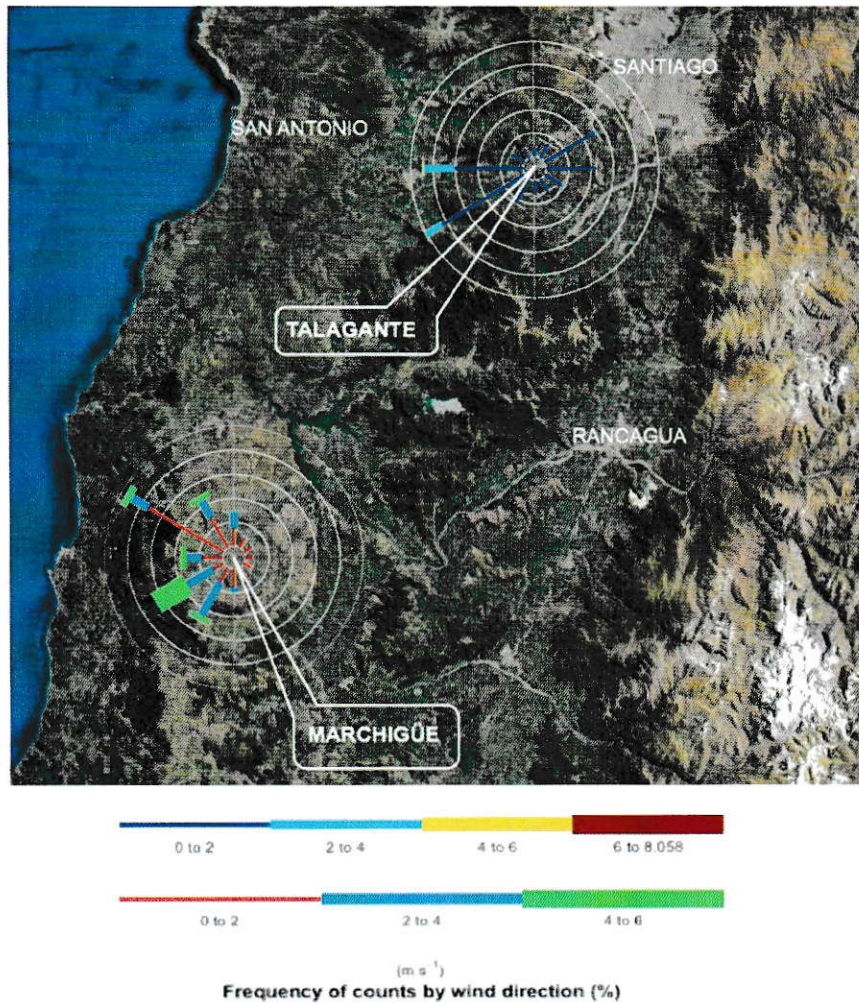 SANTIAGO
SAN ANTONIO
TALAGANTE
RANCAGUA
MARCHIGÜE
0 to 2 2 to 4 4 to 6 6 to 8.058
0 to 2 2 to 4 4 to 6
(m s⁻¹)
Frequency of counts by wind direction (%)